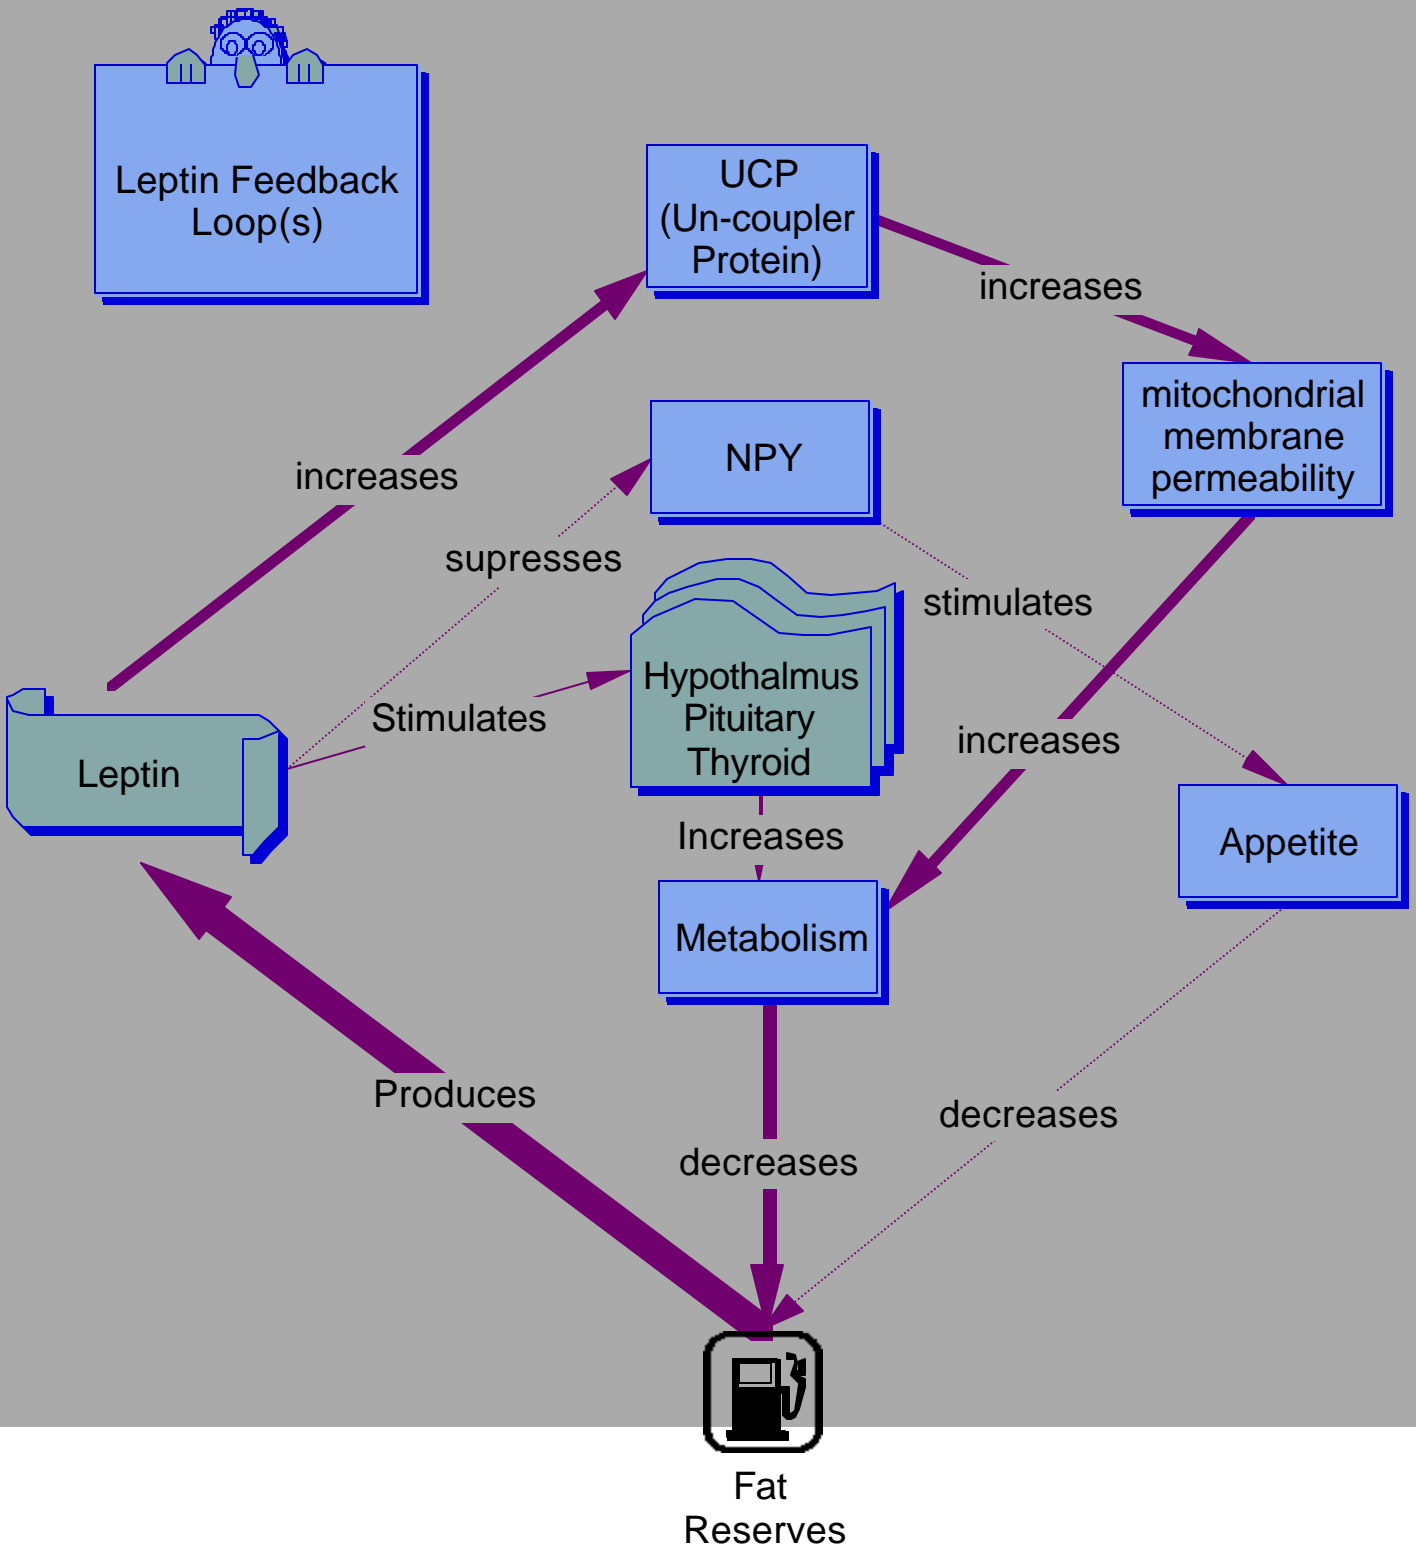 Leptin Feedback
Loop(s)
UCP
(Un-coupler
Protein)
increases
mitochondrial
membrane
permeability
NPY
increases
supresses
stimulates
Hypothalmus
Pituitary
Thyroid
Stimulates
increases
Leptin
Increases
Appetite
Metabolism
Produces
decreases
decreases
Fat
Reserves